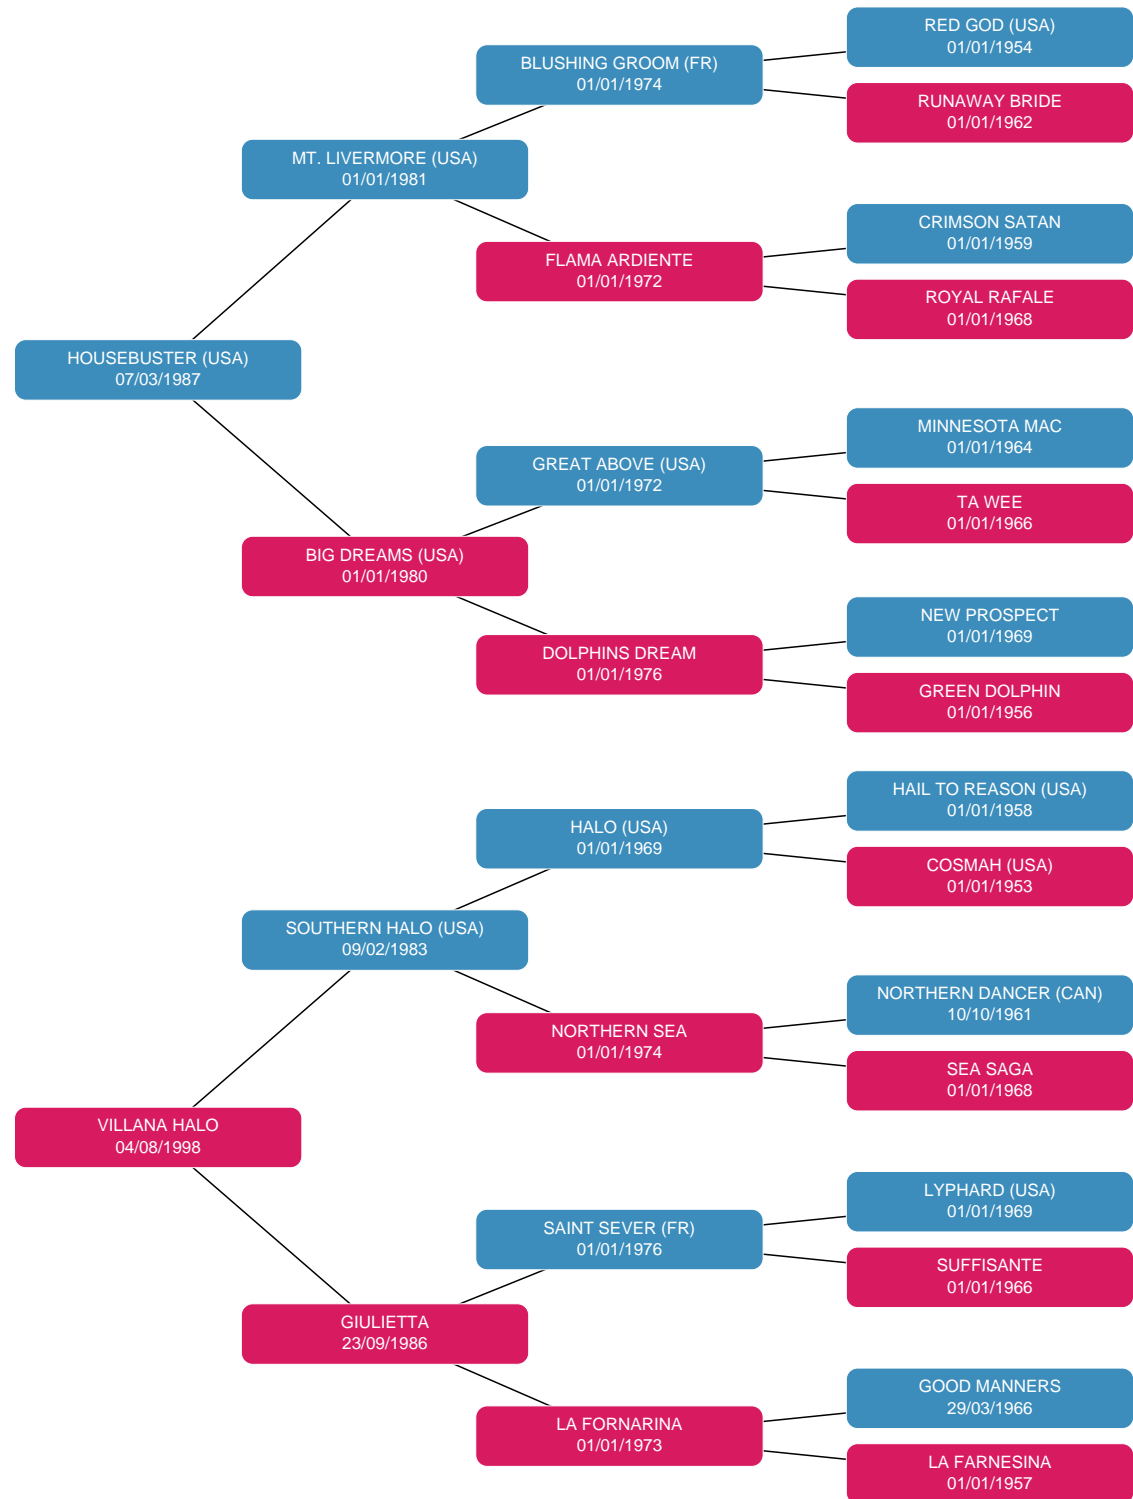 RED GOD (USA)
01/01/1954
BLUSHING GROOM (FR)
01/01/1974
RUNAWAY BRIDE
01/01/1962
MT. LIVERMORE (USA)
01/01/1981
CRIMSON SATAN
01/01/1959
FLAMA ARDIENTE
01/01/1972
ROYAL RAFALE
01/01/1968
HOUSEBUSTER (USA)
07/03/1987
MINNESOTA MAC
01/01/1964
GREAT ABOVE (USA)
01/01/1972
TA WEE
01/01/1966
BIG DREAMS (USA)
01/01/1980
NEW PROSPECT
01/01/1969
DOLPHINS DREAM
01/01/1976
GREEN DOLPHIN
01/01/1956
HAIL TO REASON (USA)
01/01/1958
HALO (USA)
01/01/1969
COSMAH (USA)
01/01/1953
SOUTHERN HALO (USA)
09/02/1983
NORTHERN DANCER (CAN)
10/10/1961
NORTHERN SEA
01/01/1974
SEA SAGA
01/01/1968
VILLANA HALO
04/08/1998
LYPHARD (USA)
01/01/1969
SAINT SEVER (FR)
01/01/1976
SUFFISANTE
01/01/1966
GIULIETTA
23/09/1986
GOOD MANNERS
29/03/1966
LA FORNARINA
01/01/1973
LA FARNESINA
01/01/1957